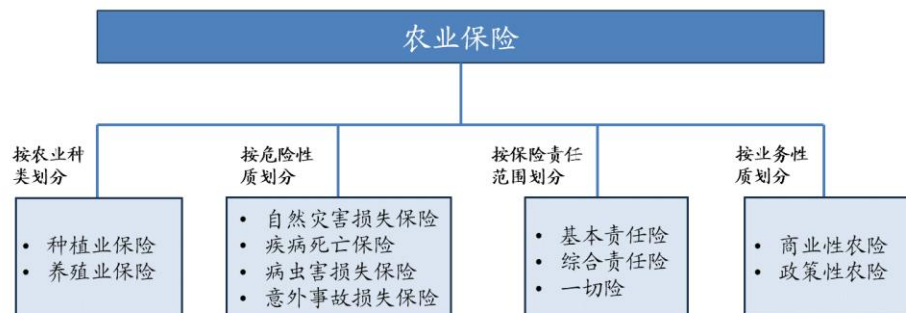 农业保险
按农业种
类划分
按危险性
质划分
按保险责任
范围划分
按业务性
质划分
• 种植业保险
• 养殖业保险
• 自然灾害损失保险
• 疾病死亡保险
• 病虫害损失保险
• 意外事故损失保险
• 基本责任险
• 综合责任险
• 一切险
• 商业性农险
• 政策性农险